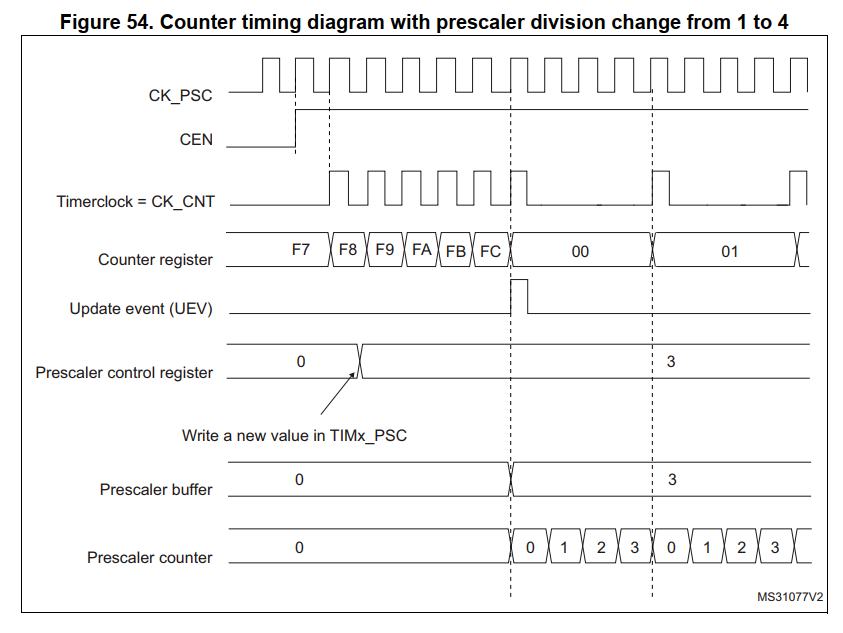 Figure 54. Counter timing diagram with prescaler division change from 1 to 4
CK_PSC
CEN
Timerclock = CK_CNT
Counter register F7 F8 F9 FA FB FC 00 01
Update event (UEV)
Prescaler control register 0 3
Write a new value in TIMx_PSC
Prescaler buffer 0 3
Prescaler counter 0 0 1 2 3 0 1 2 3
MS31077V2